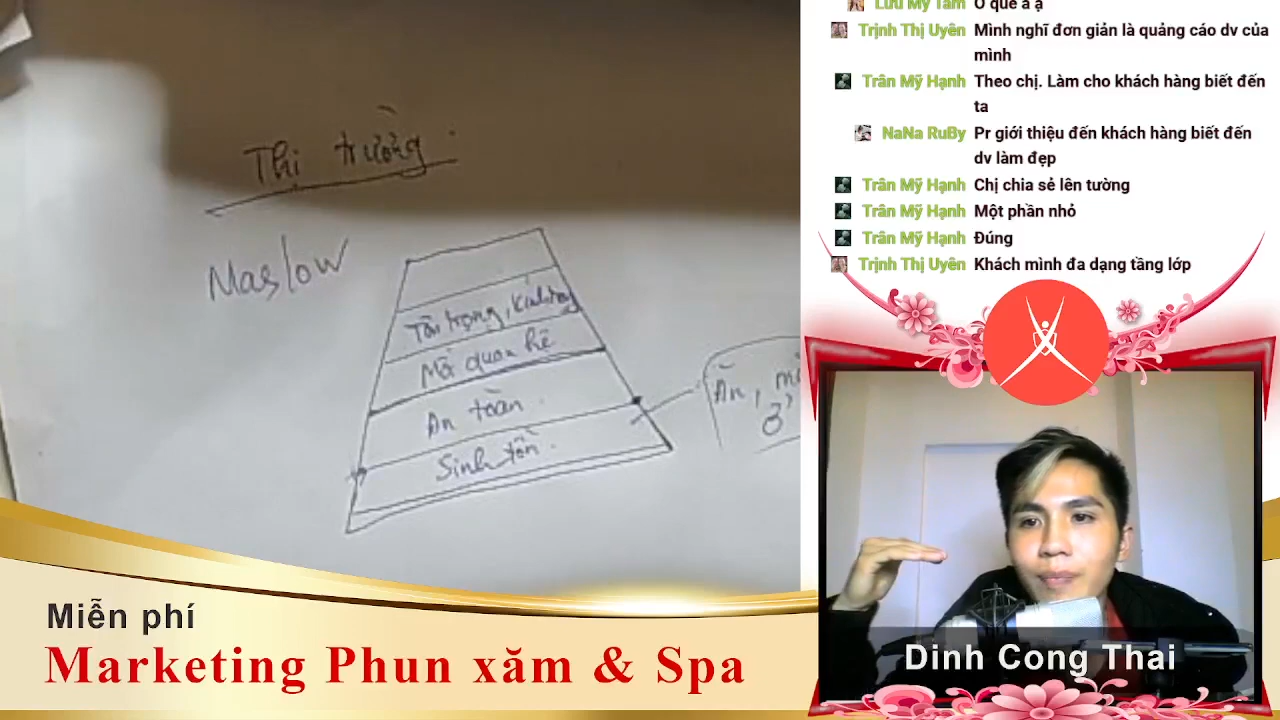 Thị trường
Maslow
Tôn trọng, kính trọng
Mối quan hệ
An toàn.
Sinh tồn.
Ăn,
ở,
Miễn phí
Marketing Phun xăm & Spa
Lưu Mỹ Tâm Ở quê ả ạ
Trịnh Thị Uyên Mình nghĩ đơn giản là quảng cáo dv của
mình
Trân Mỹ Hạnh Theo chị. Làm cho khách hàng biết đến
ta
NaNa RuBy Pr giới thiệu đến khách hàng biết đến
dv làm đẹp
Trân Mỹ Hạnh Chị chia sẻ lên tường
Trân Mỹ Hạnh Một phần nhỏ
Trân Mỹ Hạnh Đúng
Trịnh Thị Uyên Khách mình đa dạng tầng lớp
Dinh Cong Thai